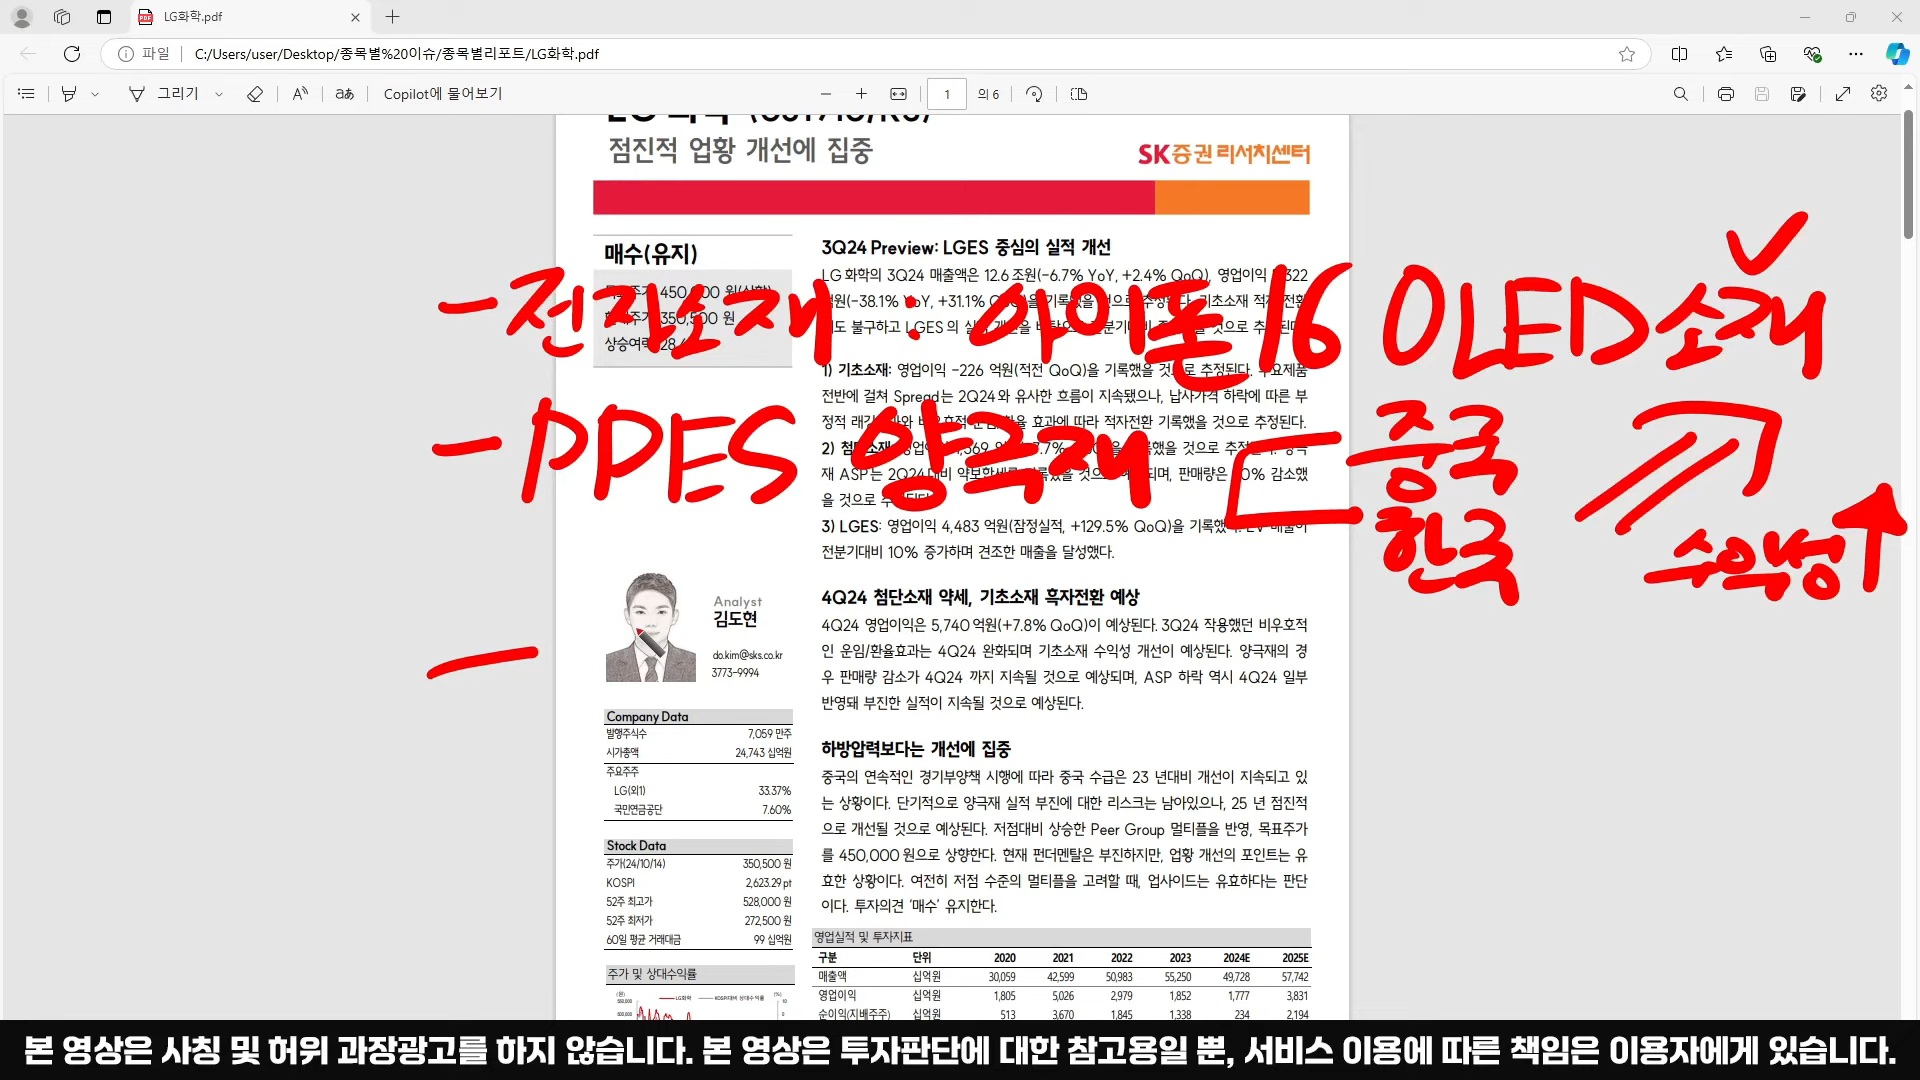 LG화학.pdf
파일
C:/Users/user/Desktop/종목별%20이슈/종목별리포트/LG화학.pdf
그리기
Copilot에 물어보기
1 의 6
점진적 업황 개선에 집중
SK증권 리서치센터
매수(유지)
3Q24 Preview: LGES 중심의 실적 개선
LG화학의 3Q24 매출액은 12.6조원(-6.7% YoY, +2.4% QoQ), 영업이익
-전자소재 : 아이폰16 OLED소재
1) 기초소재: 영업이익 -226 억원(적전 QoQ)을 기록했을 것으로 추정된다.
전반에 걸쳐 Spread는 2Q24와 유사한 흐름이 지속됐으나, 납사가격 하락에 따른 부
-PPES 양극재
중국
한국
수익성
3) LGES: 영업이익 4,483 억원(잠정실적, +129.5% QoQ)을
전분기대비 10% 증가하며 견조한 매출을 달성했다.
4Q24 첨단소재 약세, 기초소재 흑자전환 예상
4Q24 영업이익은 5,740억원(+7.8% QoQ)이 예상된다. 3Q24 작용했던 비우호적
인 운임/환율효과는 4Q24 완화되며 기초소재 수익성 개선이 예상된다. 양극재의 경
우 판매량 감소가 4Q24 까지 지속될 것으로 예상되며, ASP 하락 역시 4Q24 일부
반영돼 부진한 실적이 지속될 것으로 예상된다.
Analyst
김도현
do.kim@sks.co.kr
3773-9994
하방압력보다는 개선에 집중
중국의 연속적인 경기부양책 시행에 따라 중국 수급은 23 년대비 개선이 지속되고 있
는 상황이다. 단기적으로 양극재 실적 부진에 대한 리스크는 남아있으나, 25 년 점진적
으로 개선될 것으로 예상된다. 저점대비 상승한 Peer Group 멀티플을 반영, 목표주가
를 450,000원으로 상향한다. 현재 펀더멘탈은 부진하지만, 업황 개선의 포인트는 유
효한 상황이다. 여전히 저점 수준의 멀티플을 고려할 때, 업사이드는 유효하다는 판단
이다. 투자의견 '매수' 유지한다.
Company Data
발행주식수 7,059 만주
시가총액 24,743 십억원
주요주주
LG(외1) 33.37%
국민연금공단 7.60%
Stock Data
주가(24/10/14) 350,500 원
KOSPI 2,623.29 pt
52주 최고가 528,000 원
52주 최저가 272,500 원
60일 평균 거래대금 99 십억원
주가 및 상대수익률
영업실적 및 투자지표
구분 단위 2020 2021 2022 2023 2024E 2025E
매출액 십억원 30,059 42,599 50,983 55,250 49,728 57,742
영업이익 십억원 1,805 5,026 2,979 1,852 1,777 3,831
순이익(지배주주) 십억원 513 3,670 1,845 1,338 234 2,194
본 영상은 사칭 및 허위 과장광고를 하지 않습니다. 본 영상은 투자판단에 대한 참고용일 뿐, 서비스 이용에 따른 책임은 이용자에게 있습니다.